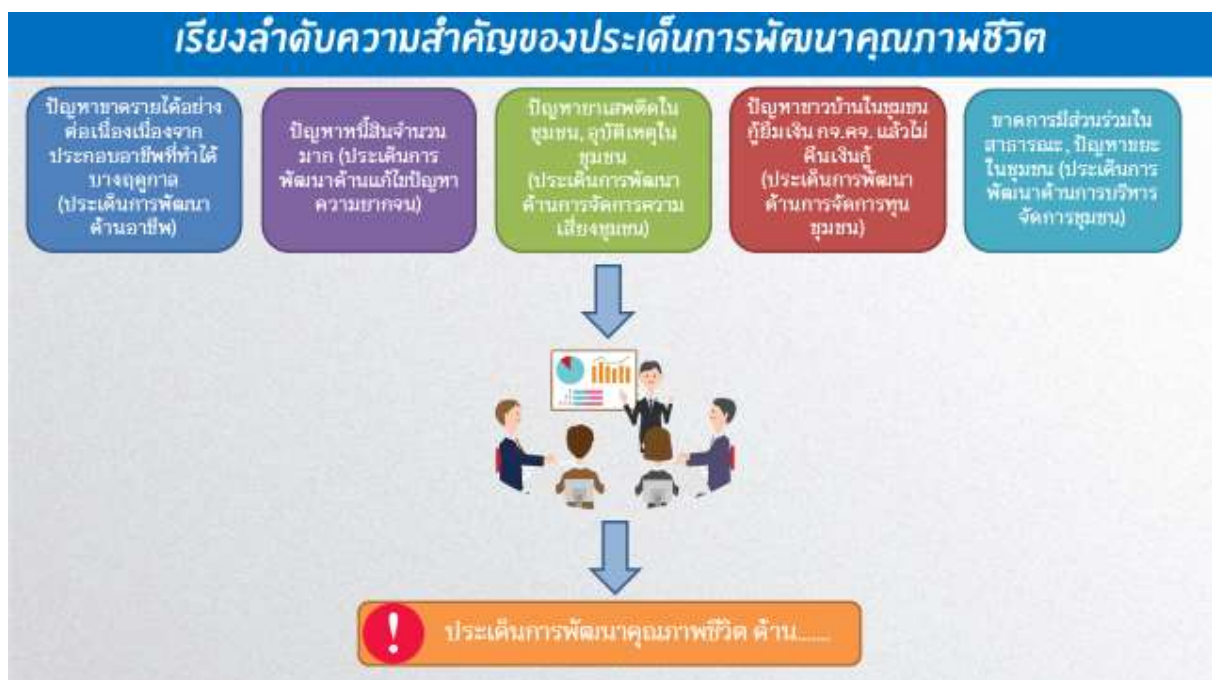 เรียงลำดับความสำคัญของประเด็นการพัฒนาคุณภาพชีวิต
ปัญหาขาดรายได้อย่าง
ต่อเนื่องเนื่องจาก
ประกอบอาชีพที่ทำได้
บางฤดูกาล
(ประเด็นการพัฒนา
ด้านอาชีพ)
ปัญหาหนี้สินจำนวน
มาก (ประเด็นการ
พัฒนาด้านแก้ไขปัญหา
ความยากจน)
ปัญหายาเสพติดใน
ชุมชน, อุบัติเหตุใน
ชุมชน
(ประเด็นการพัฒนา
ด้านการจัดการความ
เสี่ยงชุมชน)
ปัญหาชาวบ้านในชุมชน
กู้ยืมเงิน กจ.คจ. แล้วไม่
คืนเงินกู้
(ประเด็นการพัฒนา
ด้านการจัดการทุน
ชุมชน)
ขาดการมีส่วนร่วมใน
สาธารณะ, ปัญหาขยะ
ในชุมชน (ประเด็นการ
พัฒนาด้านการบริหาร
จัดการชุมชน)
ประเด็นการพัฒนาคุณภาพชีวิต ด้าน........